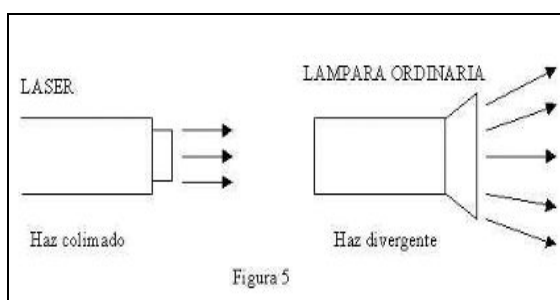 LASER
LAMPARA ORDINARIA
Haz colimado
Haz divergente
Figura 5